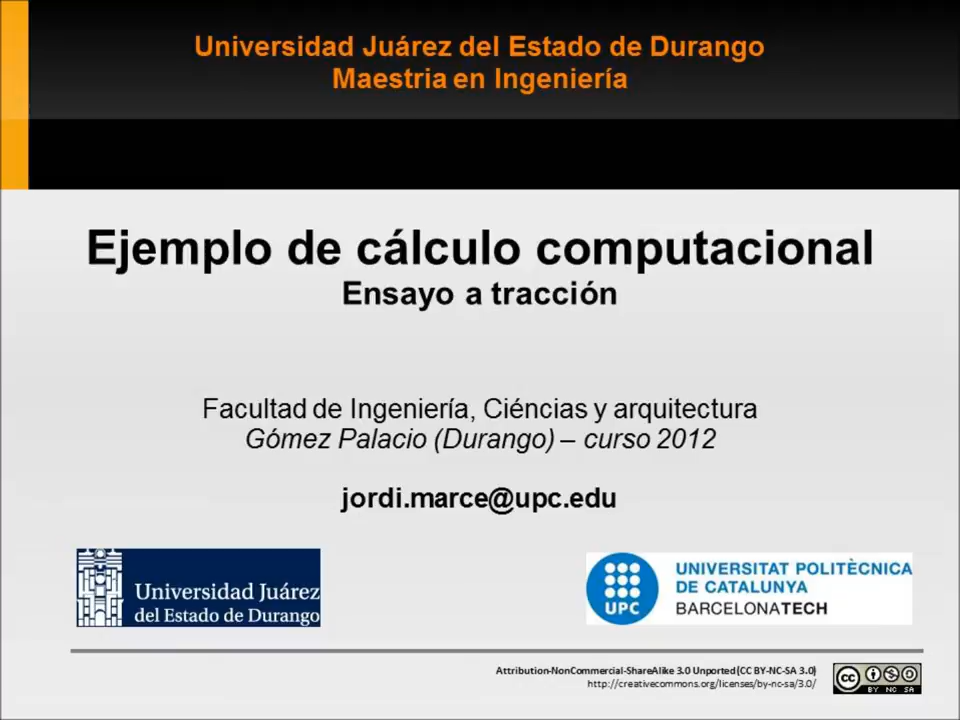 Universidad Juárez del Estado de Durango
Maestria en Ingeniería
Ejemplo de cálculo computacional
Ensayo a tracción
Facultad de Ingeniería, Ciéncias y arquitectura
Gómez Palacio (Durango) – curso 2012
jordi.marce@upc.edu
Universidad Juárez
del Estado de Durango
UPC
UNIVERSITAT POLITÈCNICA
DE CATALUNYA
BARCELONATECH
Attribution-NonCommercial-ShareAlike 3.0 Unported (CC BY-NC-SA 3.0)
http://creativecommons.org/licenses/by-nc-sa/3.0/
cc
BY NC SA